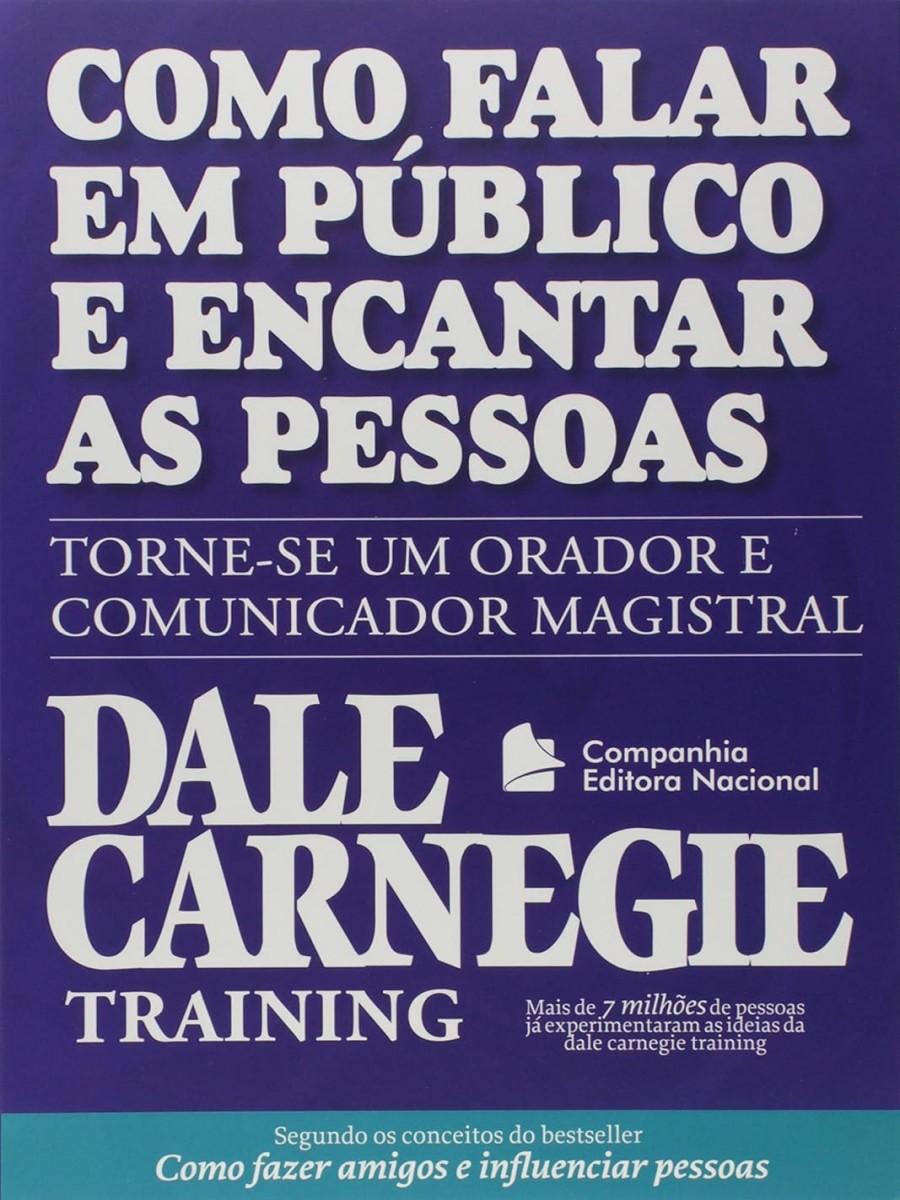 COMO FALAR
EM PÚBLICO
E ENCANTAR
AS PESSOAS
TORNE-SE UM ORADOR E
COMUNICADOR MAGISTRAL
DALE
Companhia
Editora Nacional
CARNEGIE
TRAINING
Mais de 7 milhões de pessoas
já experimentaram as ideias da
dale carnegie training
Segundo os conceitos do bestseller
Como fazer amigos e influenciar pessoas